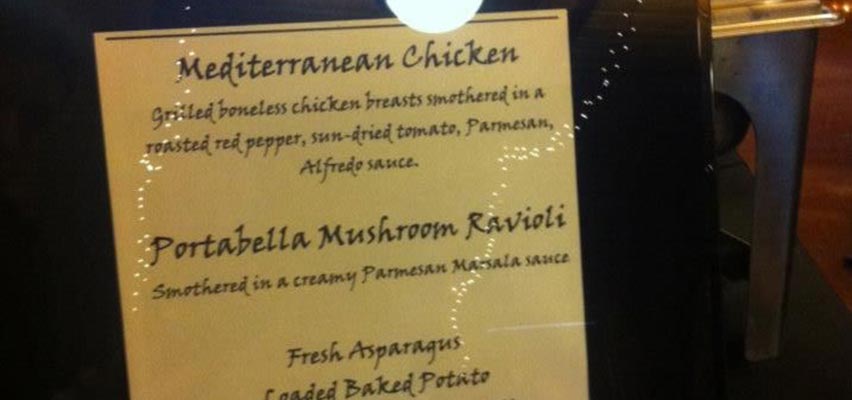 Mediterranean Chicken
Grilled boneless chicken breasts smothered in a
roasted red pepper, sun-dried tomato, Parmesan,
Alfredo sauce.
Portabella Mushroom Ravioli
Smothered in a creamy Parmesan Marsala sauce
Fresh Asparagus
Loaded Baked Potato